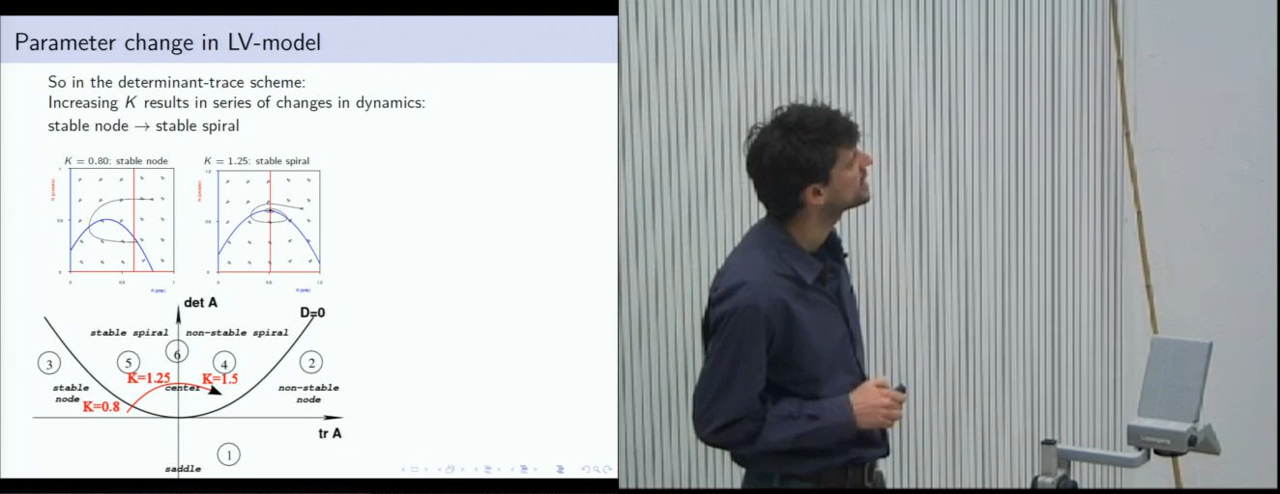 Parameter change in LV-model
So in the determinant-trace scheme:
Increasing K results in series of changes in dynamics:
stable node → stable spiral
K = 0.80: stable node
K = 1.25: stable spiral
det A
D=0
stable spiral
non-stable spiral
6
3
5
4
2
K=1.25
K=1.5
center
stable
node
non-stable
node
K=0.8
tr A
1
saddle